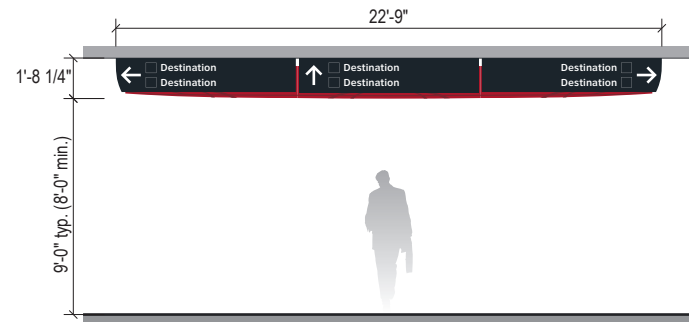 22'-9"
1'-8 1/4"
Destination
Destination
Destination
Destination
Destination
Destination
9'-0" typ. (8'-0" min.)